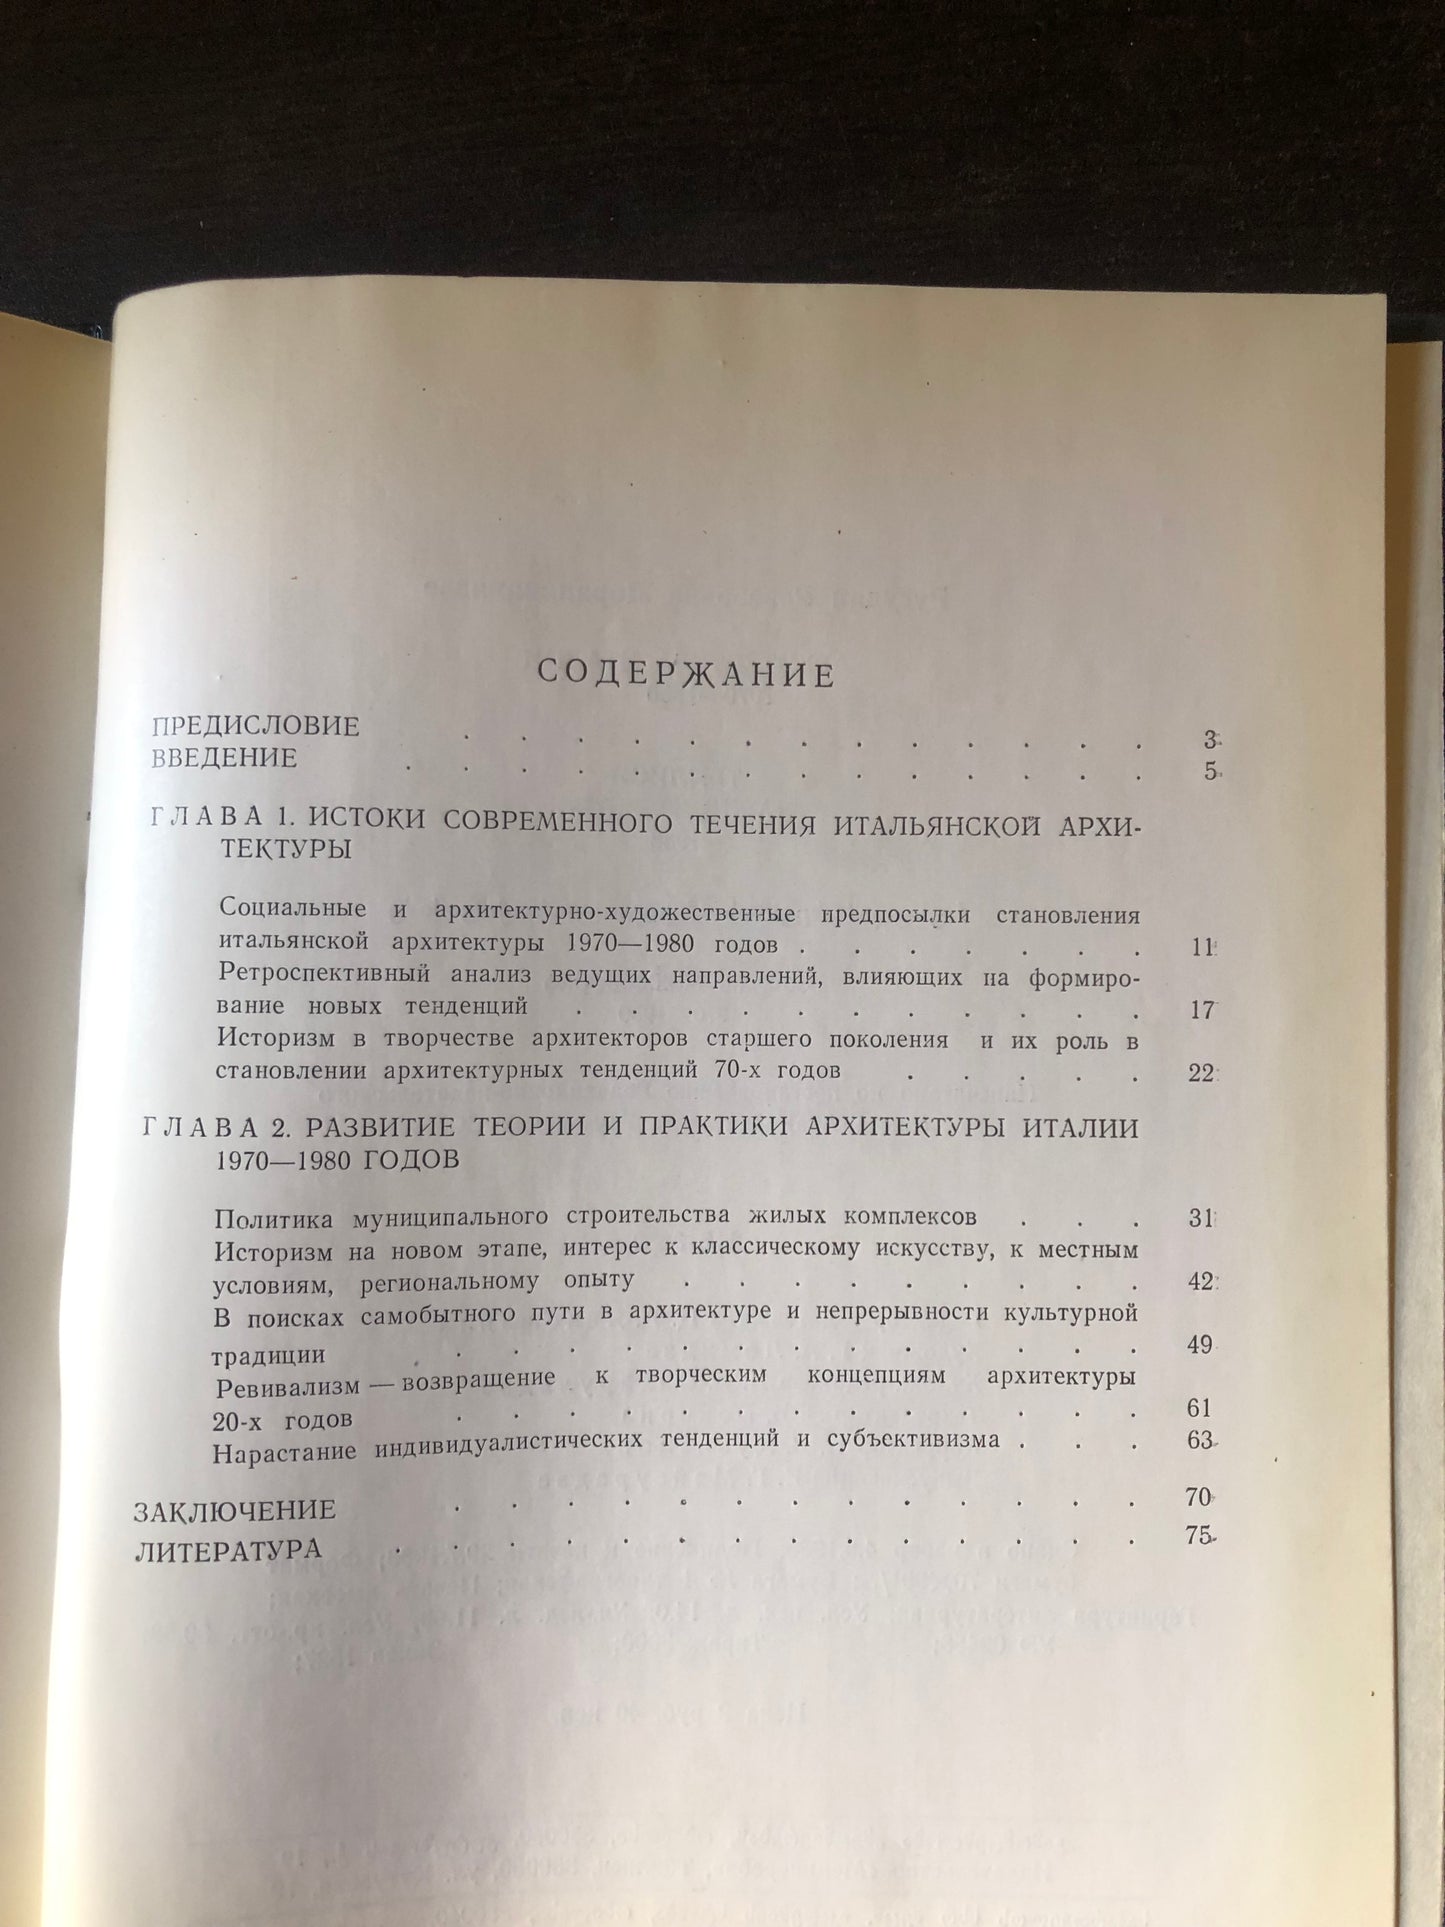 СОДЕРЖАНИЕ
ПРЕДИСЛОВИЕ . . . . . . . . . . . . . 3
ВВЕДЕНИЕ . . . . . . . . . . . . . . 5
ГЛАВА 1. ИСТОКИ СОВРЕМЕННОГО ТЕЧЕНИЯ ИТАЛЬЯНСКОЙ АРХИ-
ТЕКТУРЫ
Социальные и архитектурно-художественные предпосылки становления
итальянской архитектуры 1970—1980 годов . . . . . . . 11
Ретроспективный анализ ведущих направлений, влияющих на формиро-
вание новых тенденций . . . . . . . . . . . 17
Историзм в творчестве архитекторов старшего поколения и их роль в
становлении архитектурных тенденций 70-х годов . . . . . 22
ГЛАВА 2. РАЗВИТИЕ ТЕОРИИ И ПРАКТИКИ АРХИТЕКТУРЫ ИТАЛИИ
1970—1980 ГОДОВ
Политика муниципального строительства жилых комплексов . . . 31
Историзм на новом этапе, интерес к классическому искусству, к местным
условиям, региональному опыту . . . . . . . . . 42
В поисках самобытного пути в архитектуре и непрерывности культурной
традиции . . . . . . . . . . . . . . 49
Ревивализм — возвращение к творческим концепциям архитектуры
20-х годов . . . . . . . . . . . . . 61
Нарастание индивидуалистических тенденций и субъективизма . . . 63
ЗАКЛЮЧЕНИЕ . . . . . . . . . . . . . 70
ЛИТЕРАТУРА . . . . . . . . . . . . . . 75